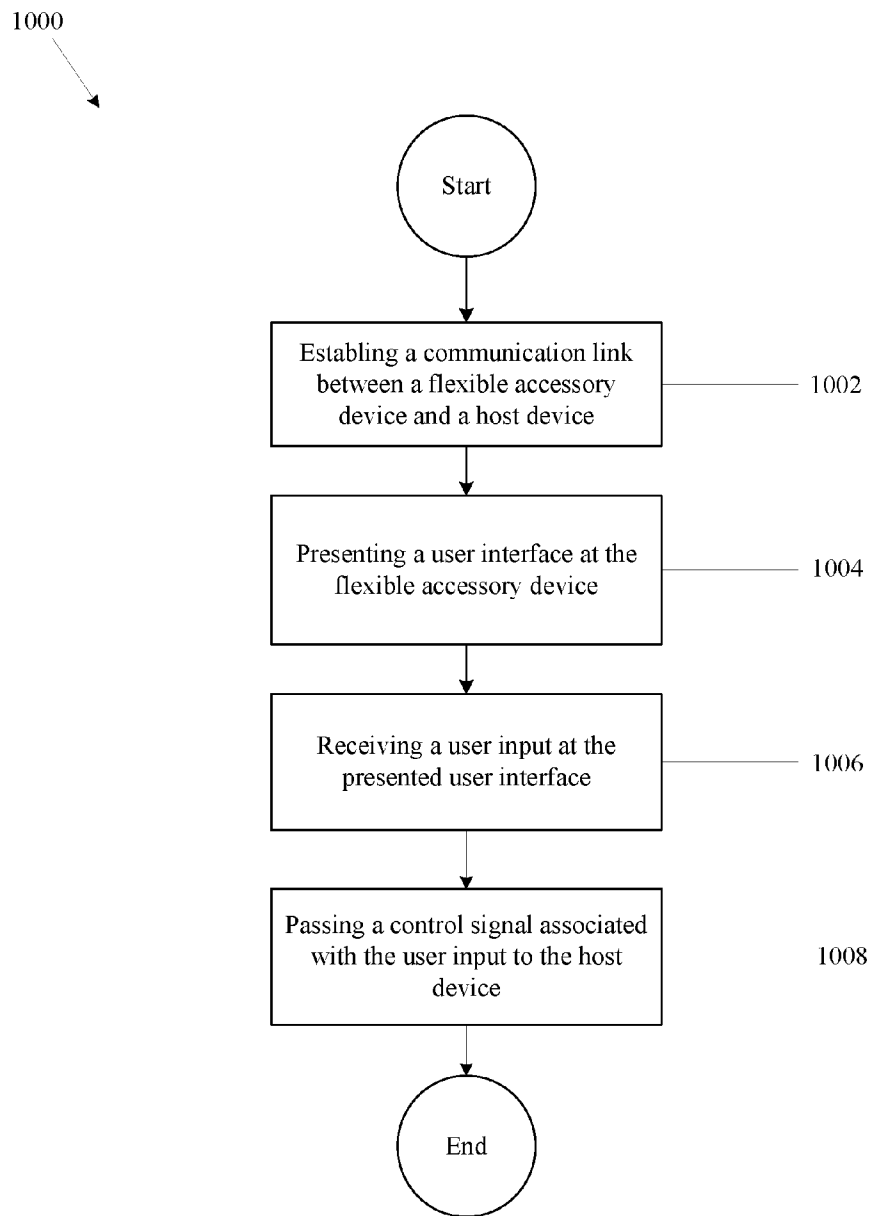 1000
Start
Establing a communication link
between a flexible accessory
device and a host device
1002
Presenting a user interface at the
flexible accessory device
1004
Receiving a user input at the
presented user interface
1006
Passing a control signal associated
with the user input to the host
device
1008
End